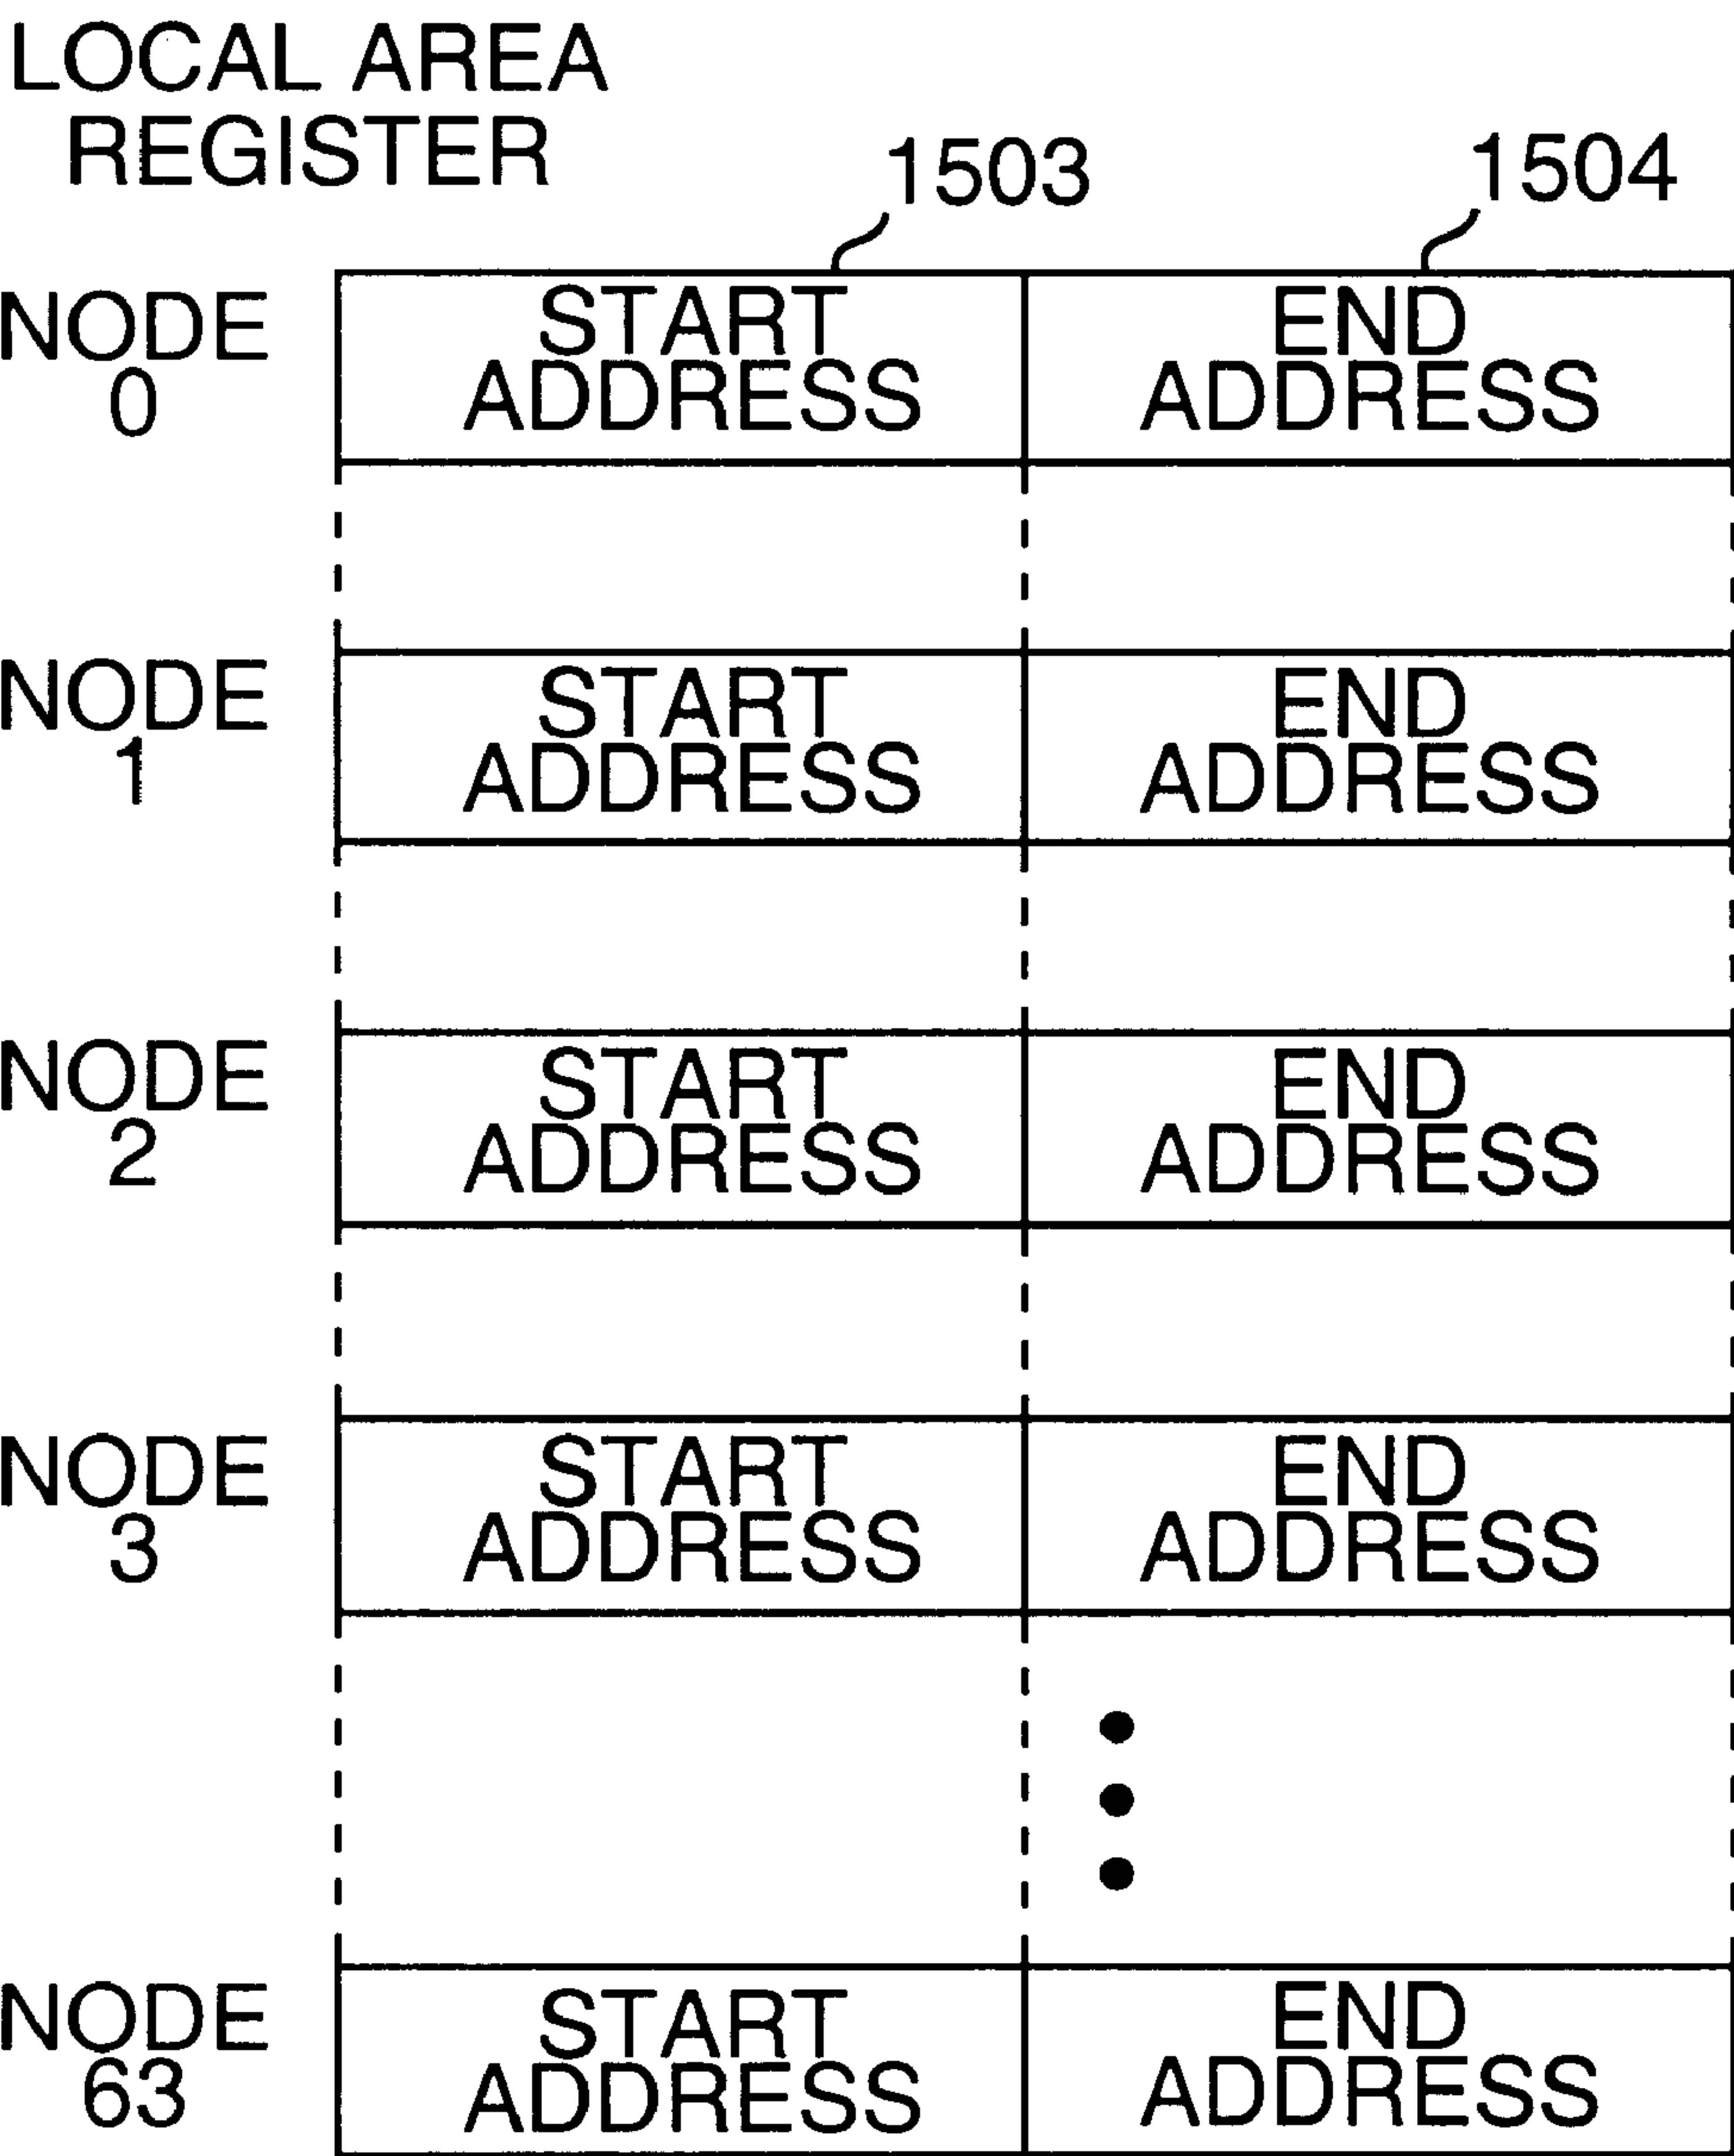 LOCAL AREA
REGISTER
1503 1504
NODE
0
START
ADDRESS
END
ADDRESS
NODE
1
START
ADDRESS
END
ADDRESS
NODE
2
START
ADDRESS
END
ADDRESS
NODE
3
START
ADDRESS
END
ADDRESS
NODE
63
START
ADDRESS
END
ADDRESS